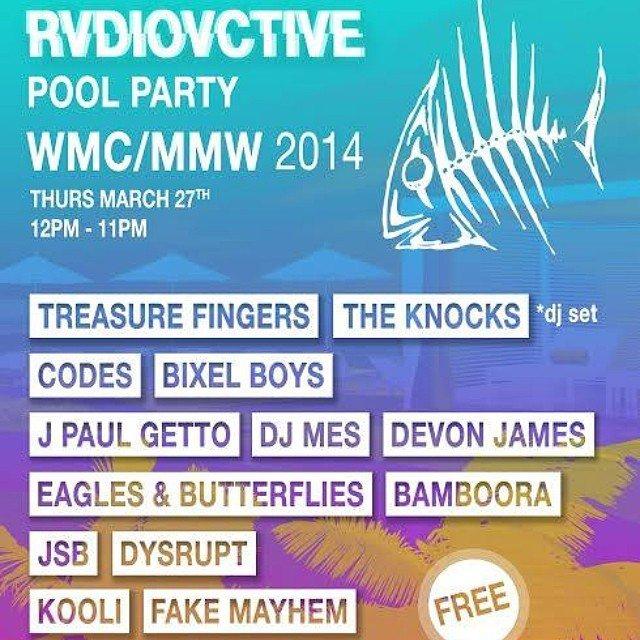 RVDIOVCTIVE
POOL PARTY
WMC/MMW 2014
THURS MARCH 27TH
12PM - 11PM
TREASURE FINGERS THE KNOCKS *dj set
CODES BIXEL BOYS
J PAUL GETTO DJ MES DEVON JAMES
EAGLES & BUTTERFLIES BAMBOORA
JSB DYSRUPT
KOOLI FAKE MAYHEM
FREE